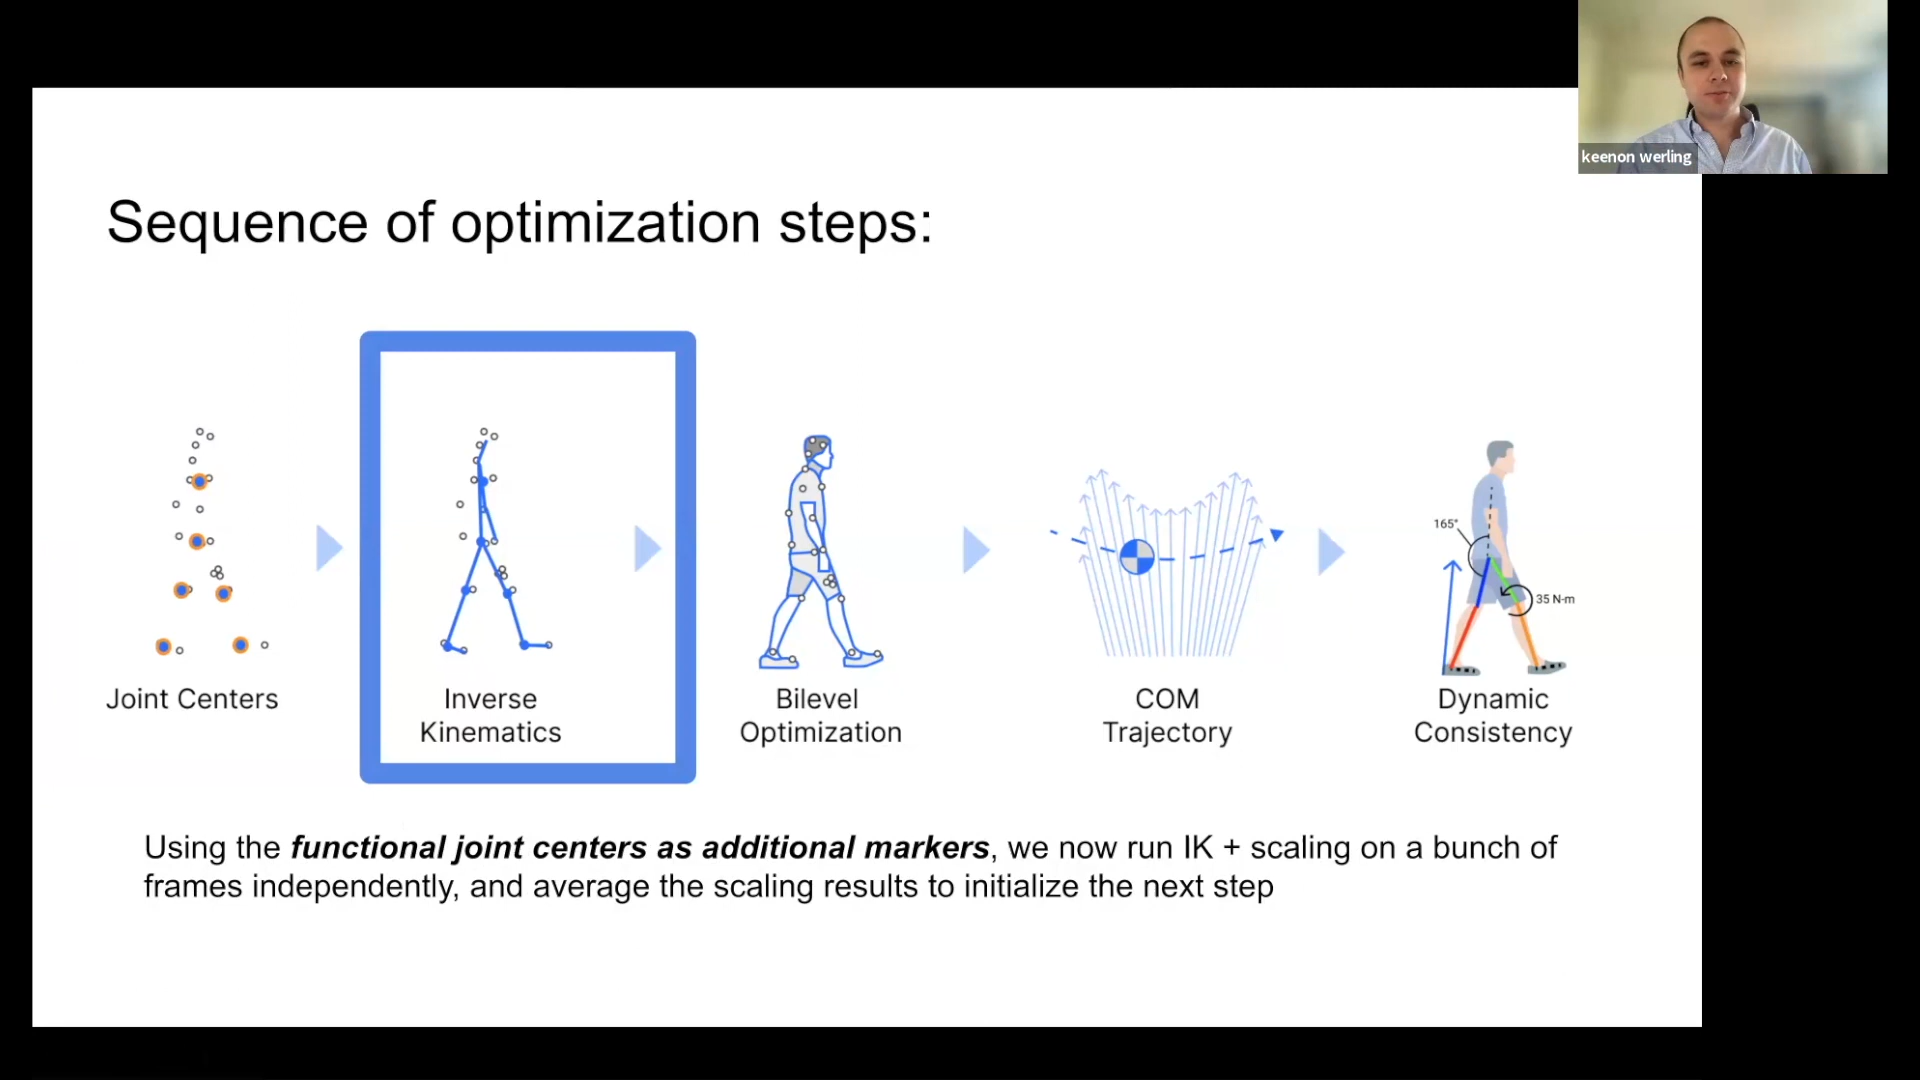 keenon werling
Sequence of optimization steps:
165°
35 N-m
Joint Centers
Inverse
Kinematics
Bilevel
Optimization
COM
Trajectory
Dynamic
Consistency
Using the functional joint centers as additional markers, we now run IK + scaling on a bunch of
frames independently, and average the scaling results to initialize the next step